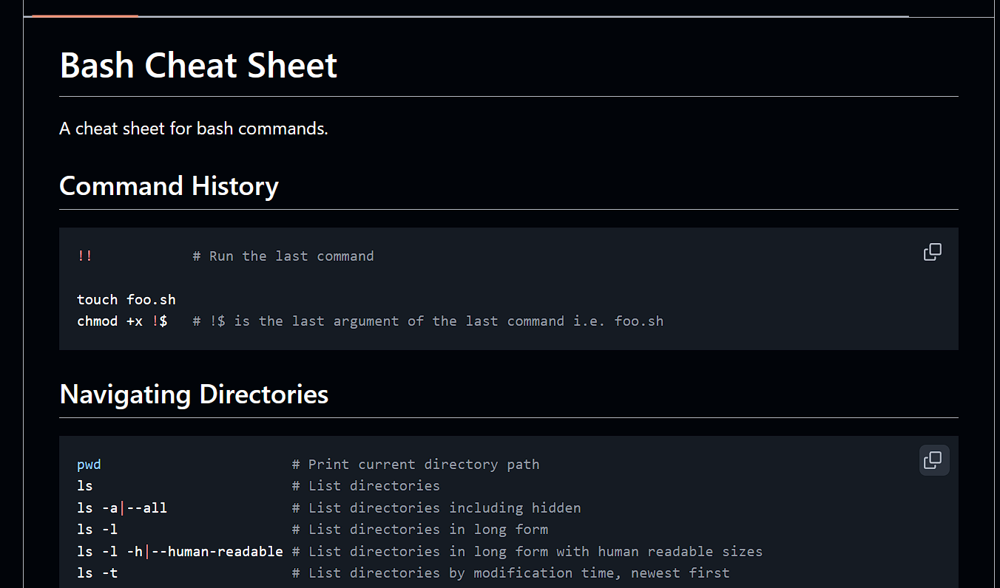 Bash Cheat Sheet
A cheat sheet for bash commands.
Command History
!!            # Run the last command
touch foo.sh
chmod +x !$   # !$ is the last argument of the last command i.e. foo.sh
Navigating Directories
pwd                       # Print current directory path
ls                        # List directories
ls -a|--all               # List directories including hidden
ls -l                     # List directories in long form
ls -l -h|--human-readable # List directories in long form with human readable sizes
ls -t                     # List directories by modification time, newest first